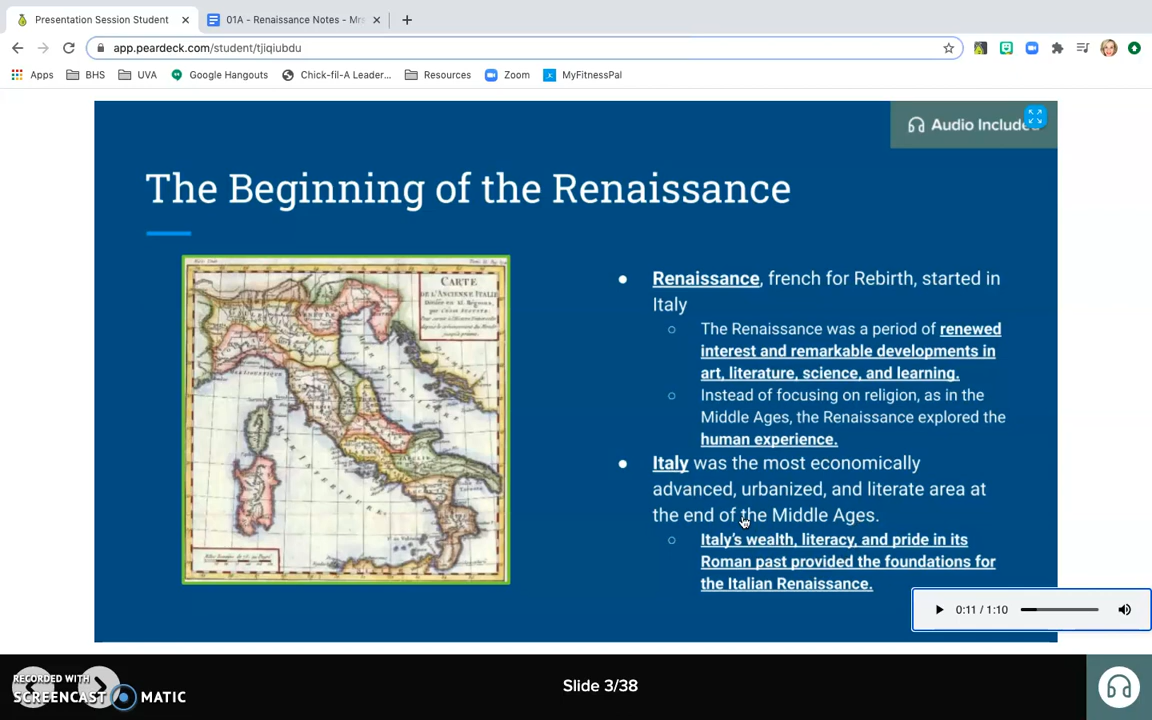 Presentation Session Student
01A - Renaissance Notes - Mr
app.peardeck.com/student/tjiqiubdu
Apps
BHS
UVA
Google Hangouts
Chick-fil-A Leader...
Resources
Zoom
MyFitnessPal
Audio Include
The Beginning of the Renaissance
CARTE
DE L'ANCIENNE ITALIE
● Renaissance, french for Rebirth, started in
Italy
○ The Renaissance was a period of renewed
interest and remarkable developments in
art, literature, science, and learning.
○ Instead of focusing on religion, as in the
Middle Ages, the Renaissance explored the
human experience.
● Italy was the most economically
advanced, urbanized, and literate area at
the end of the Middle Ages.
○ Italy's wealth, literacy, and pride in its
Roman past provided the foundations for
the Italian Renaissance.
0:11 / 1:10
RECORDED WITH
SCREENCAST MATIC
Slide 3/38